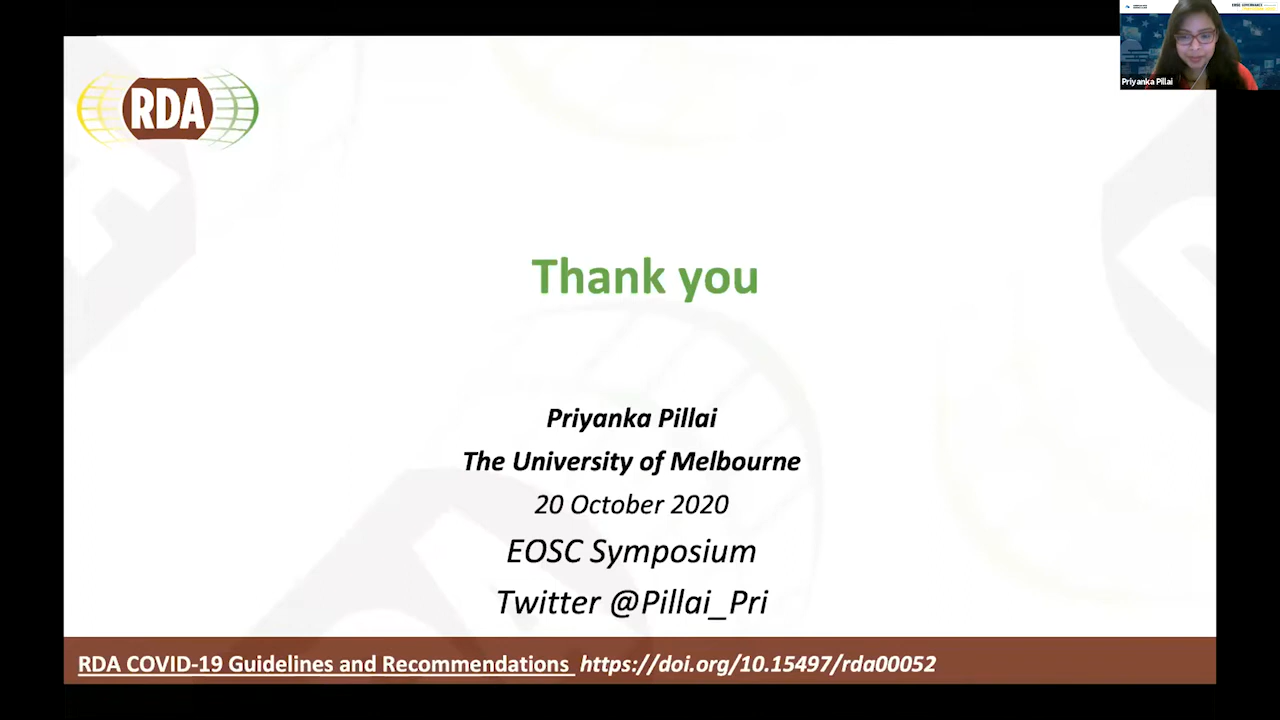 RDA
Priyanka Pillai
Thank you
Priyanka Pillai
The University of Melbourne
20 October 2020
EOSC Symposium
Twitter @Pillai_Pri
RDA COVID-19 Guidelines and Recommendations https://doi.org/10.15497/rda00052